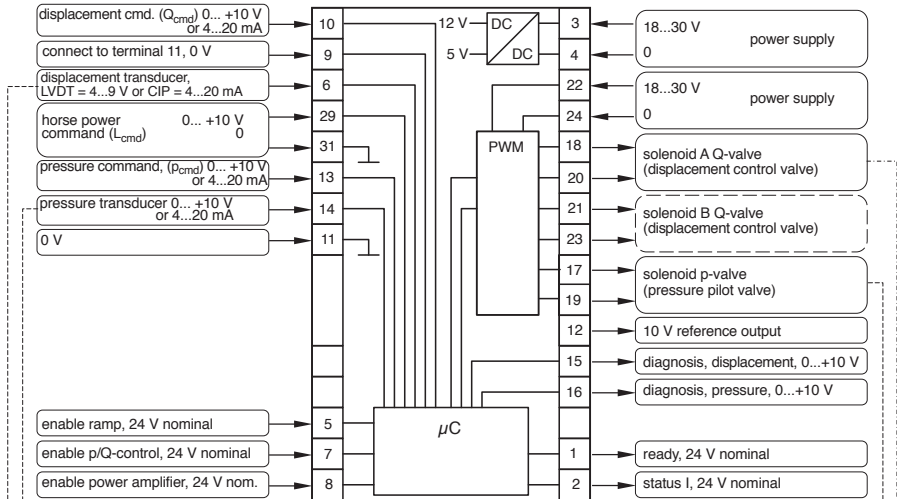 displacement cmd. (Qcmd) 0... +10 V
or 4...20 mA
10
connect to terminal 11, 0 V
9
displacement transducer,
LVDT = 4...9 V or CIP = 4...20 mA
6
horse power 0... +10 V
command (Lcmd) 0
29
31
pressure command, (pcmd) 0... +10 V
or 4...20 mA
13
pressure transducer 0... +10 V
or 4...20 mA
14
0 V
11
enable ramp, 24 V nominal
5
enable p/Q-control, 24 V nominal
7
enable power amplifier, 24 V nom.
8
12 V
5 V
DC
DC
PWM
µC
3
18...30 V
power supply
4
0
22
18...30 V
power supply
24
0
18
solenoid A Q-valve
(displacement control valve)
20
21
solenoid B Q-valve
(displacement control valve)
23
17
solenoid p-valve
(pressure pilot valve)
19
12
10 V reference output
15
diagnosis, displacement, 0...+10 V
16
diagnosis, pressure, 0...+10 V
1
ready, 24 V nominal
2
status I, 24 V nominal